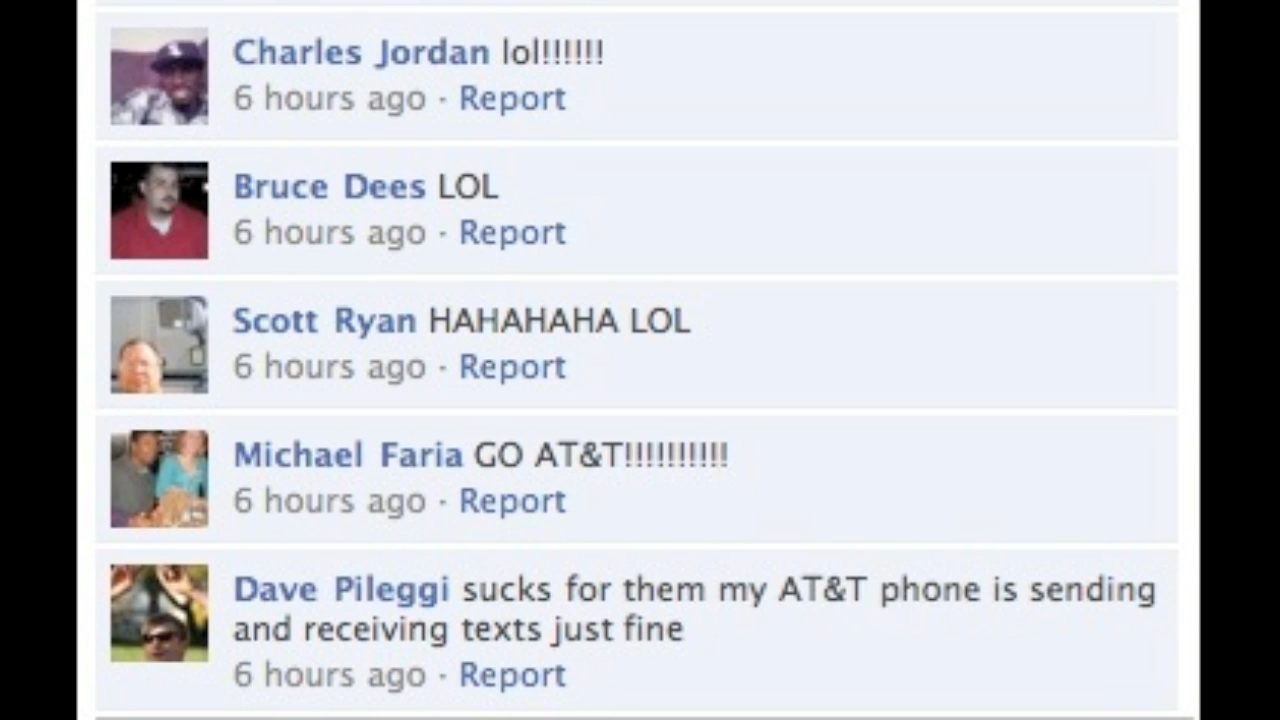 Charles Jordan lol!!!!!!
6 hours ago · Report
Bruce Dees LOL
6 hours ago · Report
Scott Ryan HAHAHAHA LOL
6 hours ago · Report
Michael Faria GO AT&T!!!!!!!!!!
6 hours ago · Report
Dave Pileggi sucks for them my AT&T phone is sending
and receiving texts just fine
6 hours ago · Report